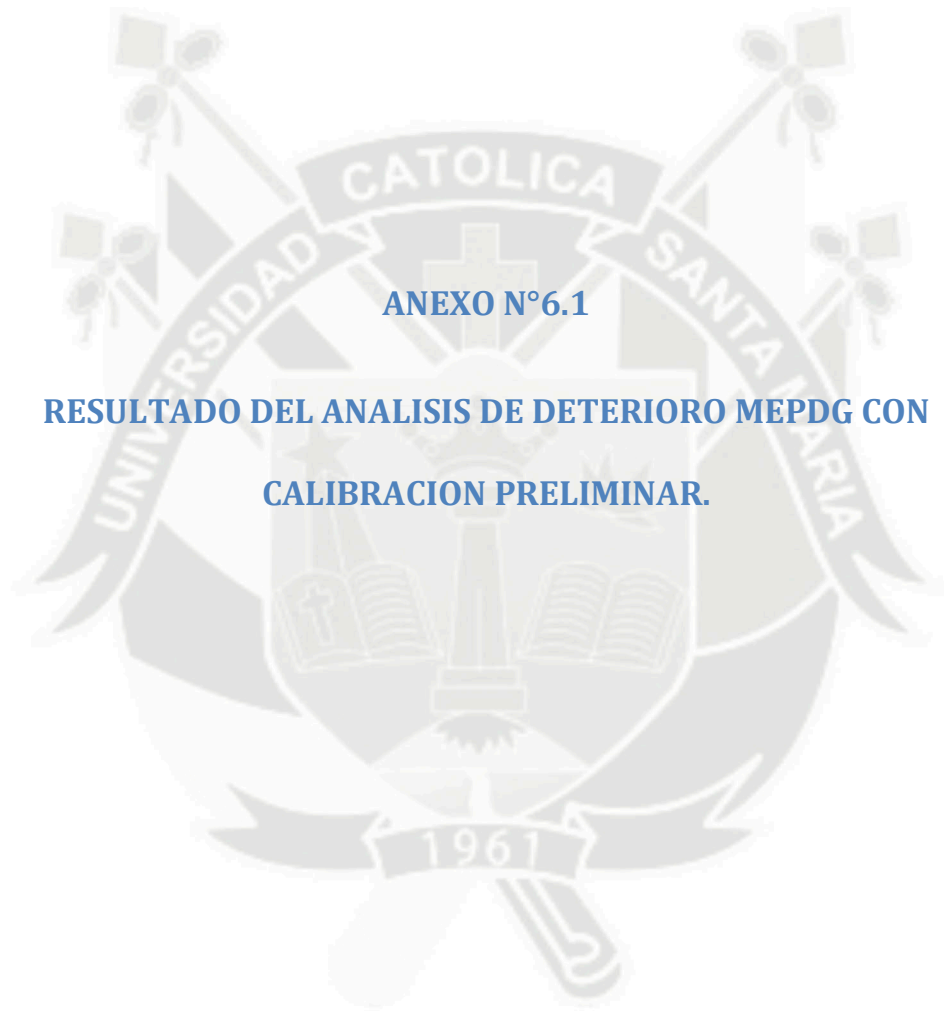 UNIVERSIDAD CATOLICA SANTA MARIA
ANEXO N°6.1
RESULTADO DEL ANALISIS DE DETERIORO MEPDG CON
CALIBRACION PRELIMINAR.
1961